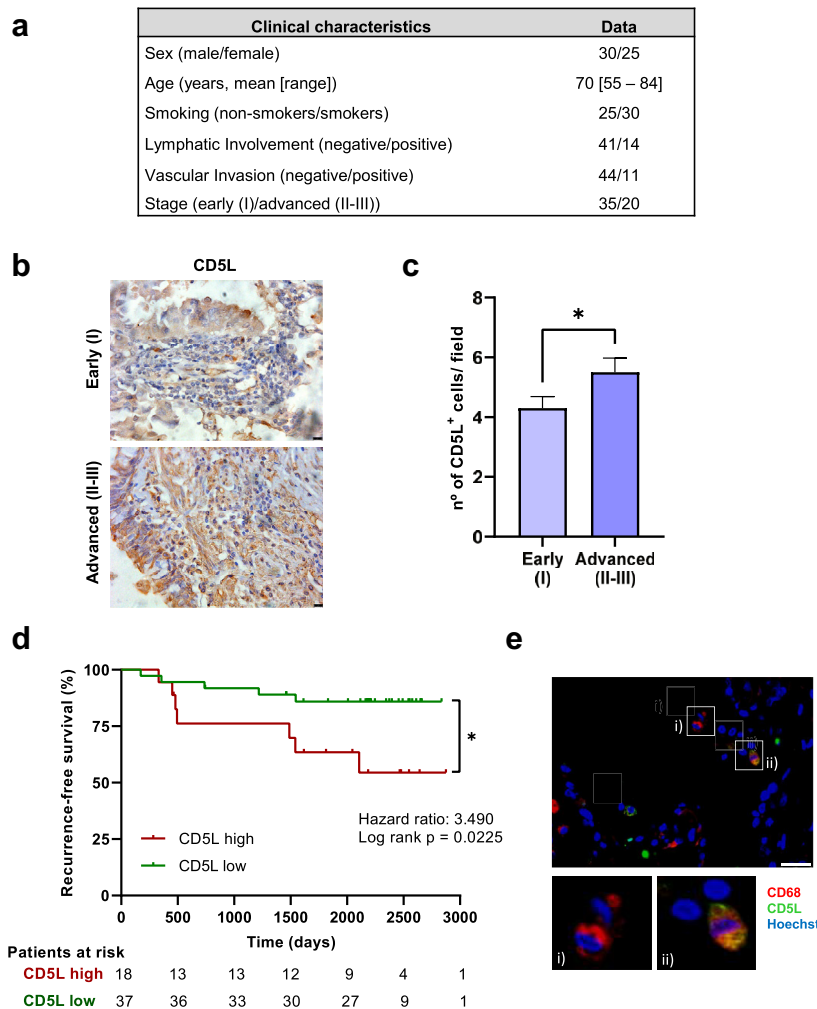 a
Clinical characteristics Data
Sex (male/female) 30/25
Age (years, mean [range]) 70 [55 – 84]
Smoking (non-smokers/smokers) 25/30
Lymphatic Involvement (negative/positive) 41/14
Vascular Invasion (negative/positive) 44/11
Stage (early (I)/advanced (II-III)) 35/20
b
CD5L
Early (I)
Advanced (II-III)
c
nº of CD5L+ cells/ field
8
6
4
2
0
*
Early (I)
Advanced (II-III)
d
Recurrence-free survival (%)
100
75
50
25
0
*
Hazard ratio: 3.490
Log rank p = 0.0225
CD5L high
CD5L low
0 500 1000 1500 2000 2500 3000
Time (days)
Patients at risk
CD5L high 18 13 13 12 9 4 1
CD5L low 37 36 33 30 27 9 1
e
i)
ii)
i)
ii)
CD68
CD5L
Hoechst